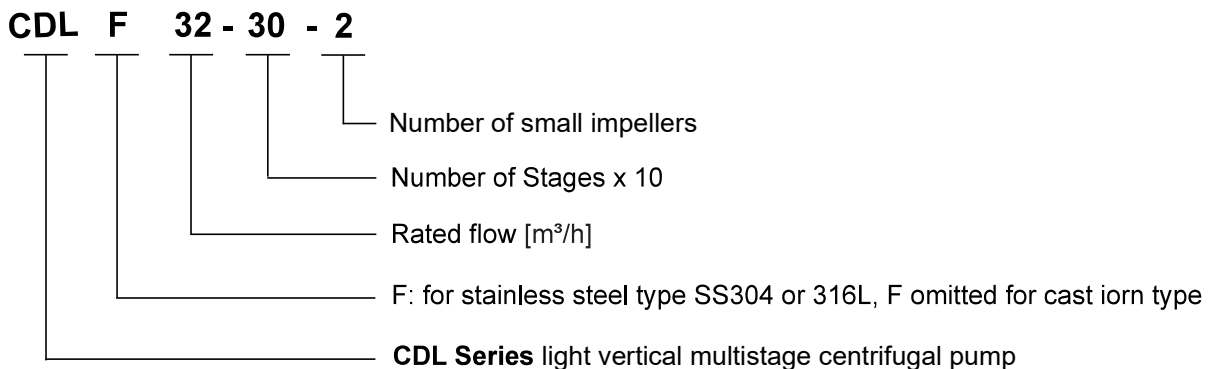 CDL F 32 - 30 - 2
Number of small impellers
Number of Stages x 10
Rated flow [m³/h]
F: for stainless steel type SS304 or 316L, F omitted for cast iorn type
CDL Series light vertical multistage centrifugal pump